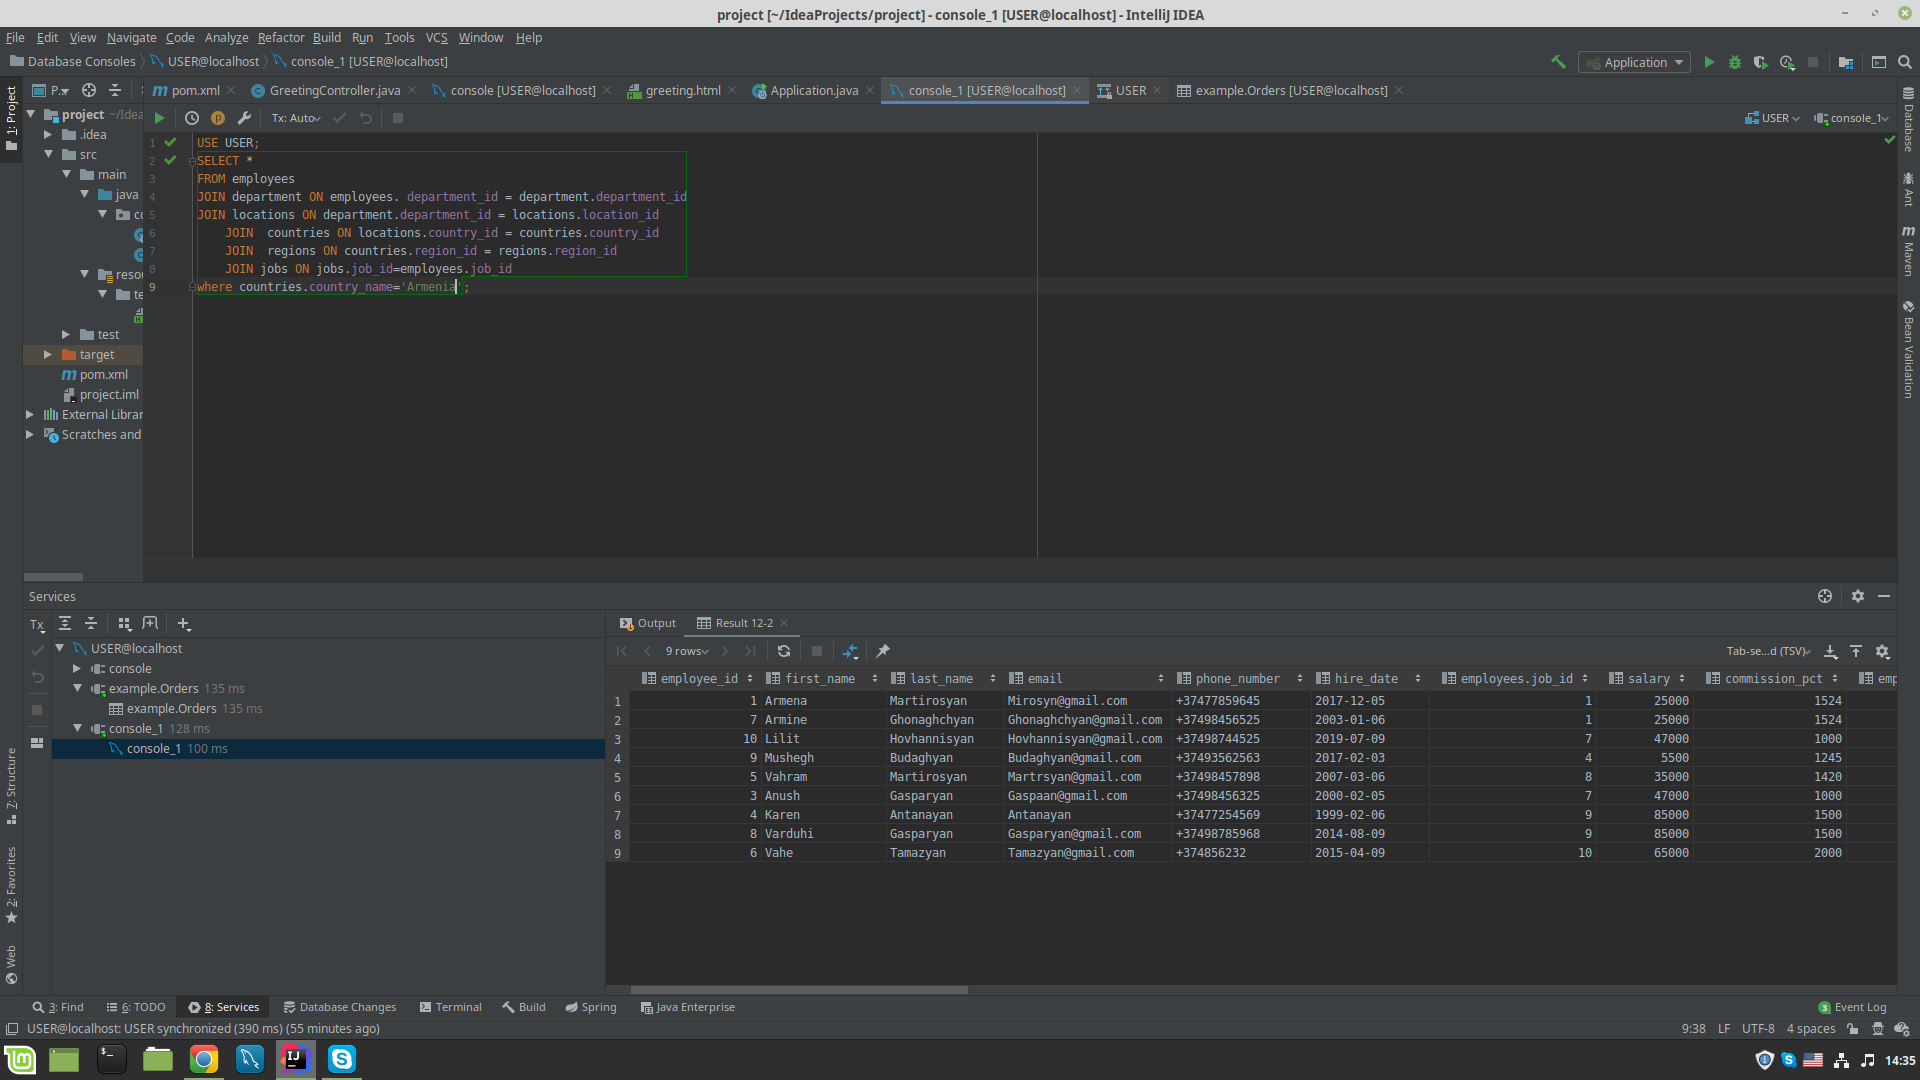 project [~/IdeaProjects/project] - console_1 [USER@localhost] - IntelliJ IDEA
File Edit View Navigate Code Analyze Refactor Build Run Tools VCS Window Help
Database Consoles USER@localhost console_1 [USER@localhost]
Application
1: Project
P..
pom.xml GreetingController.java console [USER@localhost] greeting.html Application.java console_1 [USER@localhost] USER example.Orders [USER@localhost]
project ~/Idea
Tx: Auto
USER console_1
.idea
src
main
java
co
resou
te
test
target
pom.xml
project.iml
External Librar
Scratches and
1 USE USER;
2 SELECT *
3 FROM employees
4 JOIN department ON employees. department_id = department.department_id
5 JOIN locations ON department.department_id = locations.location_id
6 JOIN  countries ON locations.country_id = countries.country_id
7 JOIN  regions ON countries.region_id = regions.region_id
8 JOIN jobs ON jobs.job_id=employees.job_id
9 where countries.country_name='Armenia';
Database
Ant
Maven
Bean Validation
Services
Tx
USER@localhost
console
example.Orders 135 ms
example.Orders 135 ms
console_1 128 ms
console_1 100 ms
Output Result 12-2
9 rows
Tab-se...d (TSV)
employee_id first_name last_name email phone_number hire_date employees.job_id salary commission_pct emp
1 1 Armena Martirosyan Mirosyn@gmail.com +37477859645 2017-12-05 1 25000 1524
2 7 Armine Ghonaghchyan Ghonaghchyan@gmail.com +37498456525 2003-01-06 1 25000 1524
3 10 Lilit Hovhannisyan Hovhannisyan@gmail.com +37498744525 2019-07-09 7 47000 1000
4 9 Mushegh Budaghyan Budaghyan@gmail.com +37493562563 2017-02-03 4 5500 1245
5 5 Vahram Martirosyan Martrsyan@gmail.com +37498457898 2007-03-06 8 35000 1420
6 3 Anush Gasparyan Gaspaan@gmail.com +37498456325 2000-02-05 7 47000 1000
7 4 Karen Antanayan Antanayan +37477254569 1999-02-06 9 85000 1500
8 8 Varduhi Gasparyan Gasparyan@gmail.com +37498785968 2014-08-09 9 85000 1500
9 6 Vahe Tamazyan Tamazyan@gmail.com +374856232 2015-04-09 10 65000 2000
7: Structure
2: Favorites
Web
3: Find 6: TODO 8: Services Database Changes Terminal Build Spring Java Enterprise
3 Event Log
USER@localhost: USER synchronized (390 ms) (55 minutes ago)
9:38 LF UTF-8 4 spaces
14:35